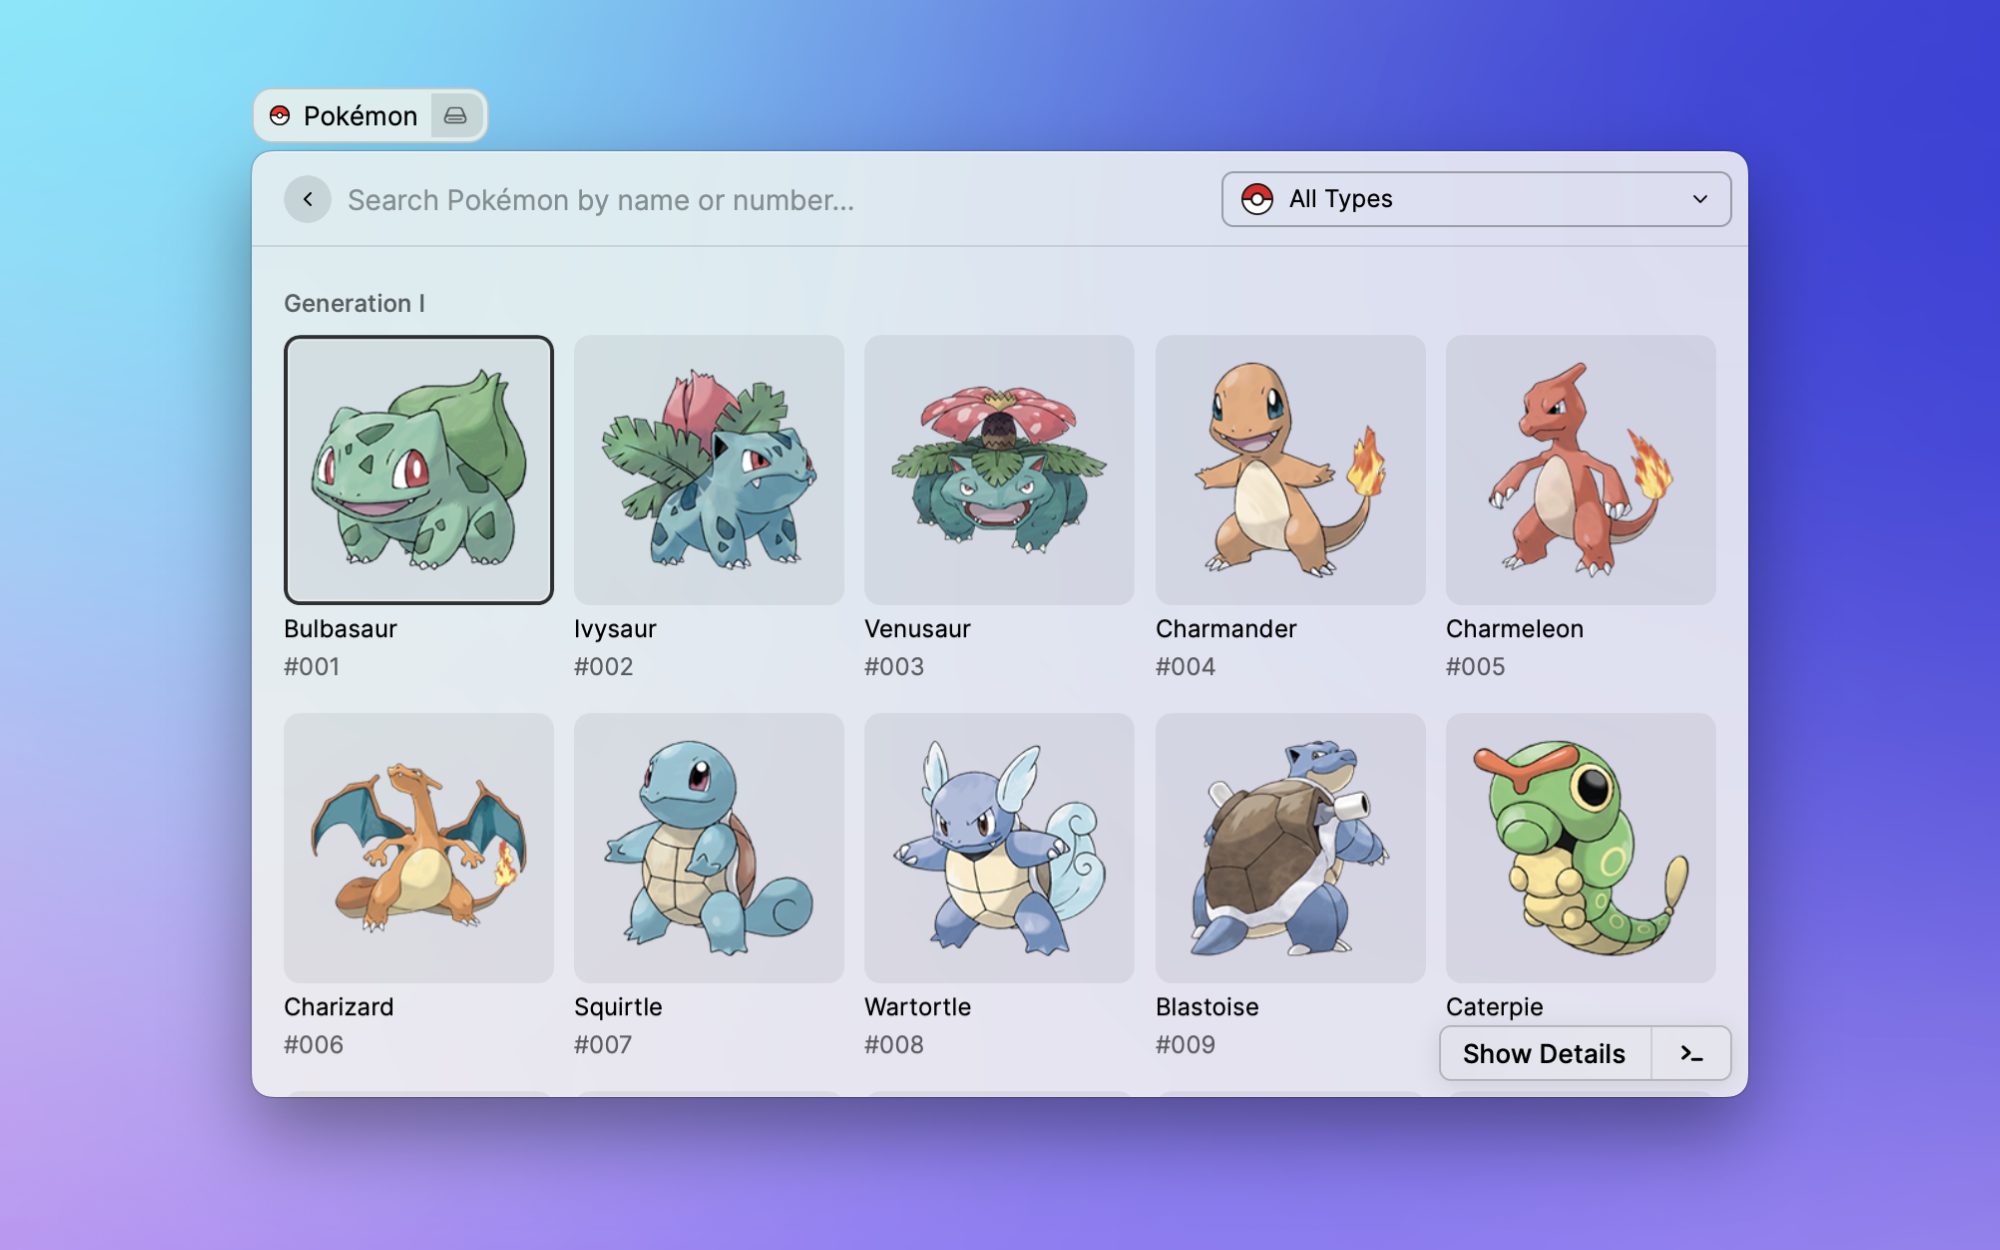 Pokémon
Search Pokémon by name or number...
All Types
Generation I
Bulbasaur
#001
Ivysaur
#002
Venusaur
#003
Charmander
#004
Charmeleon
#005
Charizard
#006
Squirtle
#007
Wartortle
#008
Blastoise
#009
Caterpie
Show Details